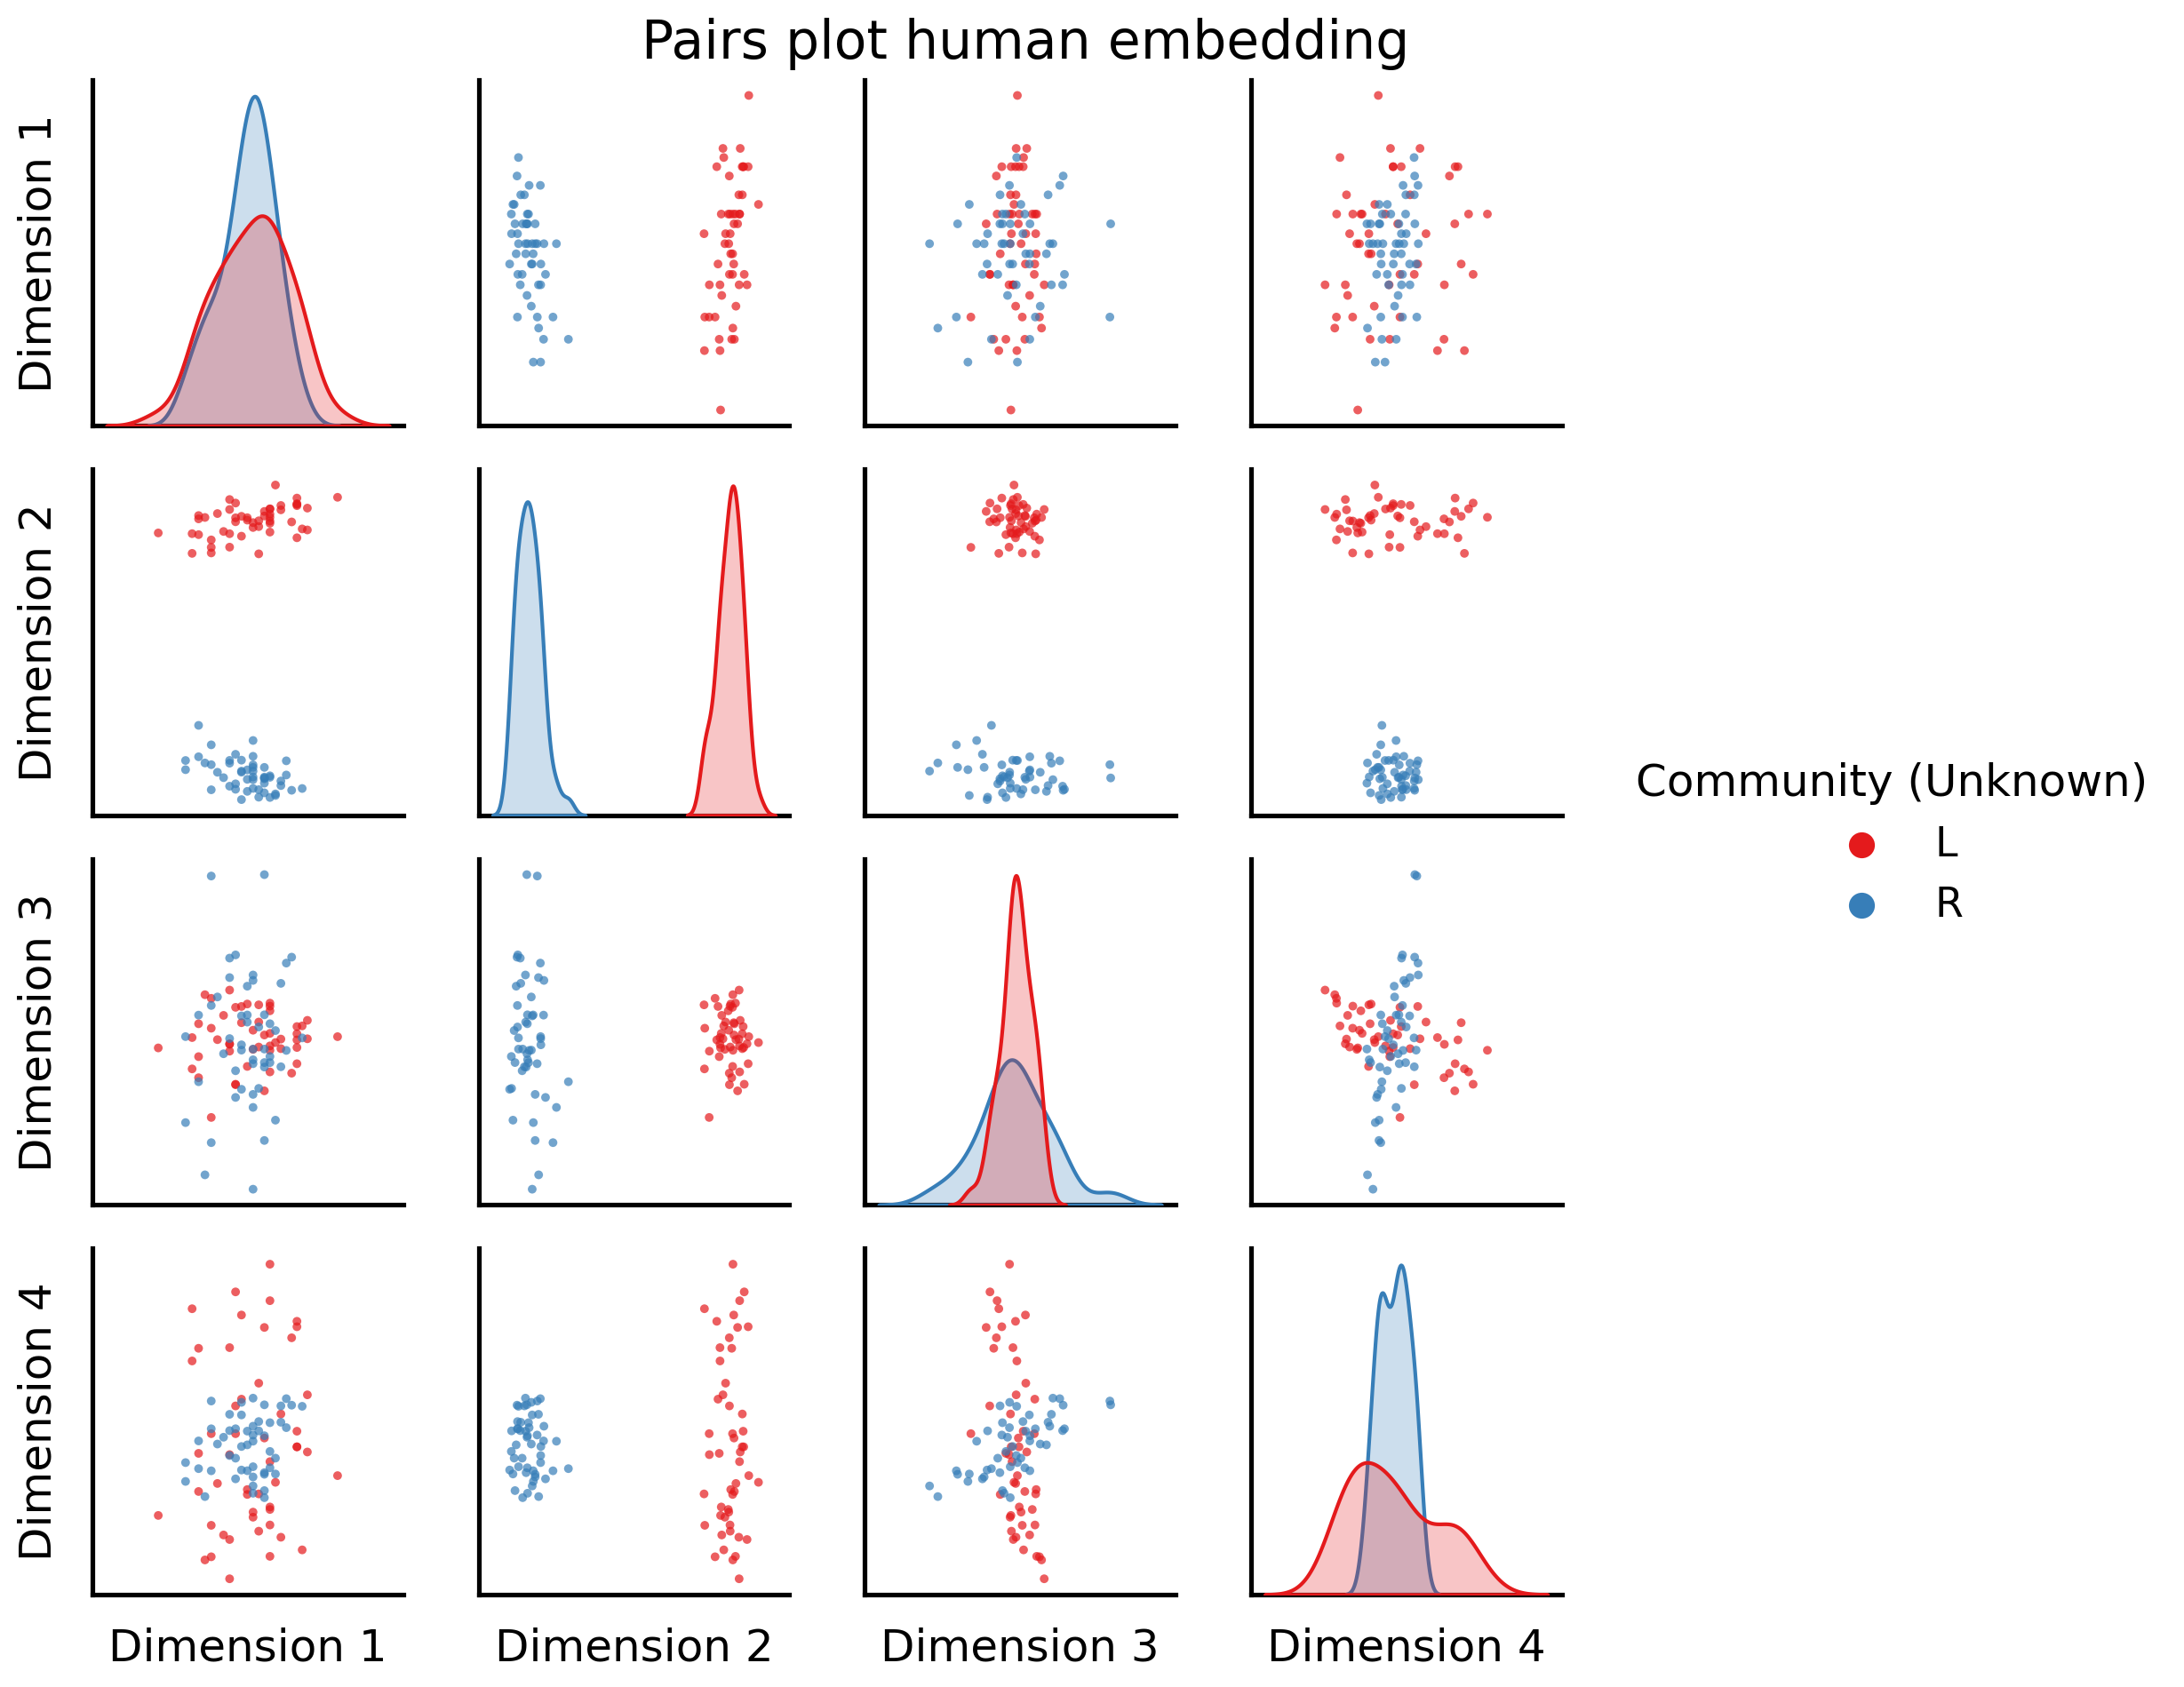 Pairs plot human embedding
Dimension 1
Dimension 2
Dimension 3
Dimension 4
Community (Unknown)
L
R
Dimension 1
Dimension 2
Dimension 3
Dimension 4